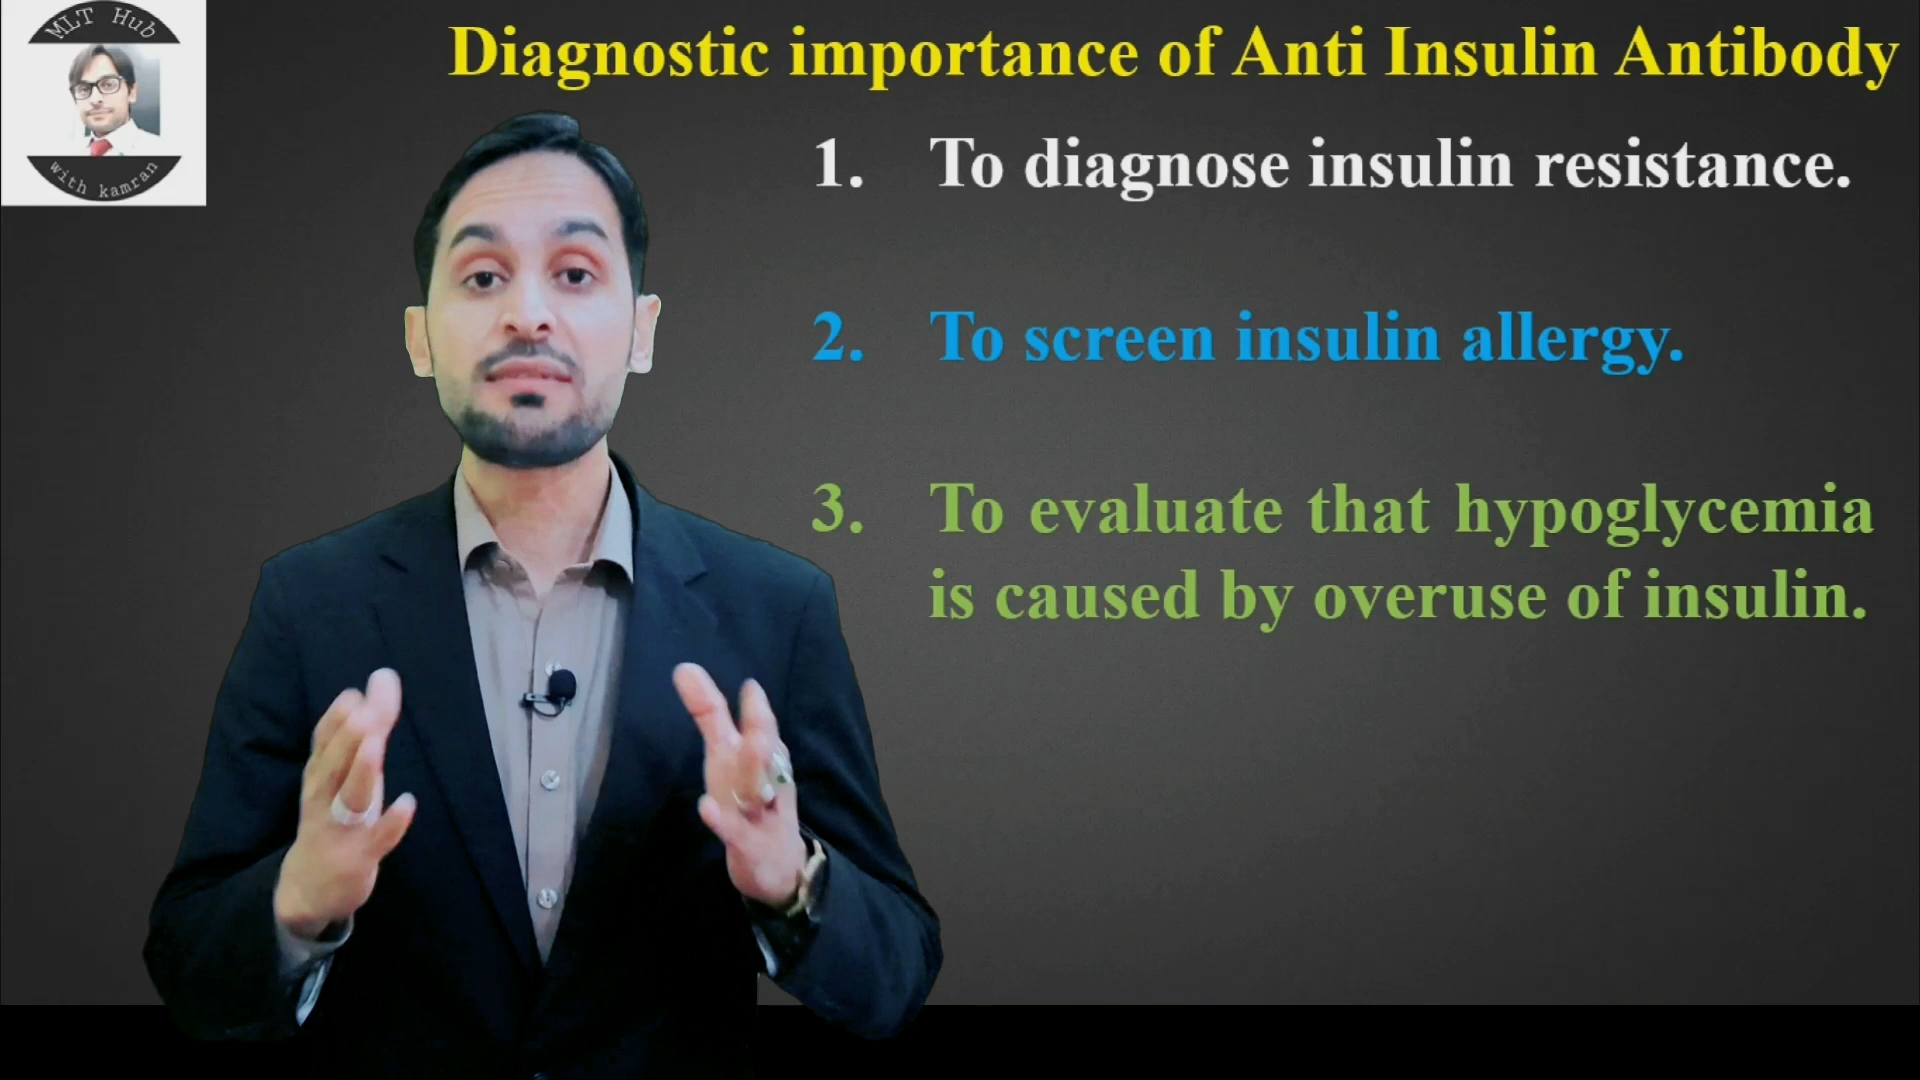 MLT Hub
with kamran
Diagnostic importance of Anti Insulin Antibody
1. To diagnose insulin resistance.
2. To screen insulin allergy.
3. To evaluate that hypoglycemia
is caused by overuse of insulin.